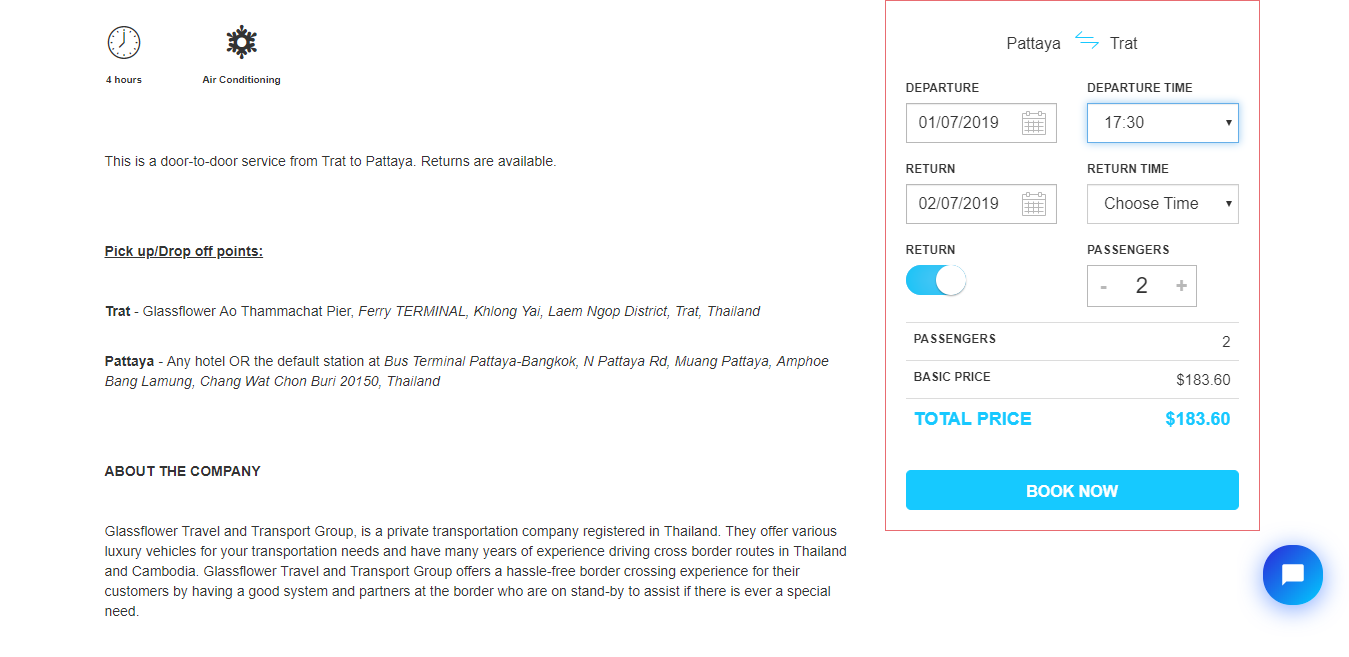 4 hours
Air Conditioning
This is a door-to-door service from Trat to Pattaya. Returns are available.
Pick up/Drop off points:
Trat - Glassflower Ao Thammachat Pier, Ferry TERMINAL, Khlong Yai, Laem Ngop District, Trat, Thailand
Pattaya - Any hotel OR the default station at Bus Terminal Pattaya-Bangkok, N Pattaya Rd, Muang Pattaya, Amphoe
Bang Lamung, Chang Wat Chon Buri 20150, Thailand
ABOUT THE COMPANY
Glassflower Travel and Transport Group, is a private transportation company registered in Thailand. They offer various
luxury vehicles for your transportation needs and have many years of experience driving cross border routes in Thailand
and Cambodia. Glassflower Travel and Transport Group offers a hassle-free border crossing experience for their
customers by having a good system and partners at the border who are on stand-by to assist if there is ever a special
need.
Pattaya Trat
DEPARTURE DEPARTURE TIME
01/07/2019 17:30
RETURN RETURN TIME
02/07/2019 Choose Time
RETURN PASSENGERS
- 2 +
PASSENGERS 2
BASIC PRICE $183.60
TOTAL PRICE $183.60
BOOK NOW